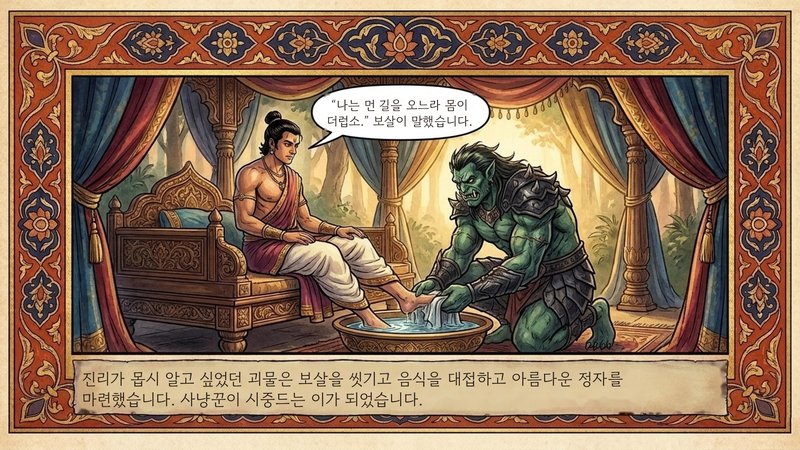 “나는 먼 길을 오느라 몸이
더럽소.” 보살이 말했습니다.
진리가 몹시 알고 싶었던 괴물은 보살을 씻기고 음식을 대접하고 아름다운 정자를
마련했습니다. 사냥꾼이 시중드는 이가 되었습니다.